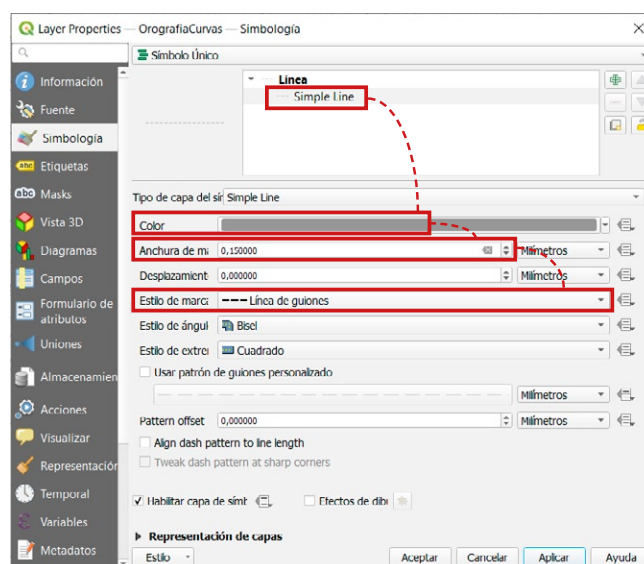 Layer Properties — OrografiaCurvas — Simbología
Símbolo Único
Línea
Simple Line
Información
Fuente
Simbología
abc Etiquetas
abc Masks
Vista 3D
Diagramas
Campos
Formulario de atributos
Uniones
Almacenamien
Acciones
Visualizar
Representación
Temporal
Variables
Metadatos
Tipo de capa del sír Simple Line
Color
Anchura de ma 0,150000 Milímetros
Desplazamient 0,000000 Milímetros
Estilo de marca Línea de guiones
Estilo de ángul Bisel
Estilo de extre Cuadrado
Usar patrón de guiones personalizado
Milímetros
Pattern offset 0,000000 Milímetros
Align dash pattern to line length
Tweak dash pattern at sharp corners
Habilitar capa de símb Efectos de dibu
Representación de capas
Estilo Aceptar Cancelar Aplicar Ayuda